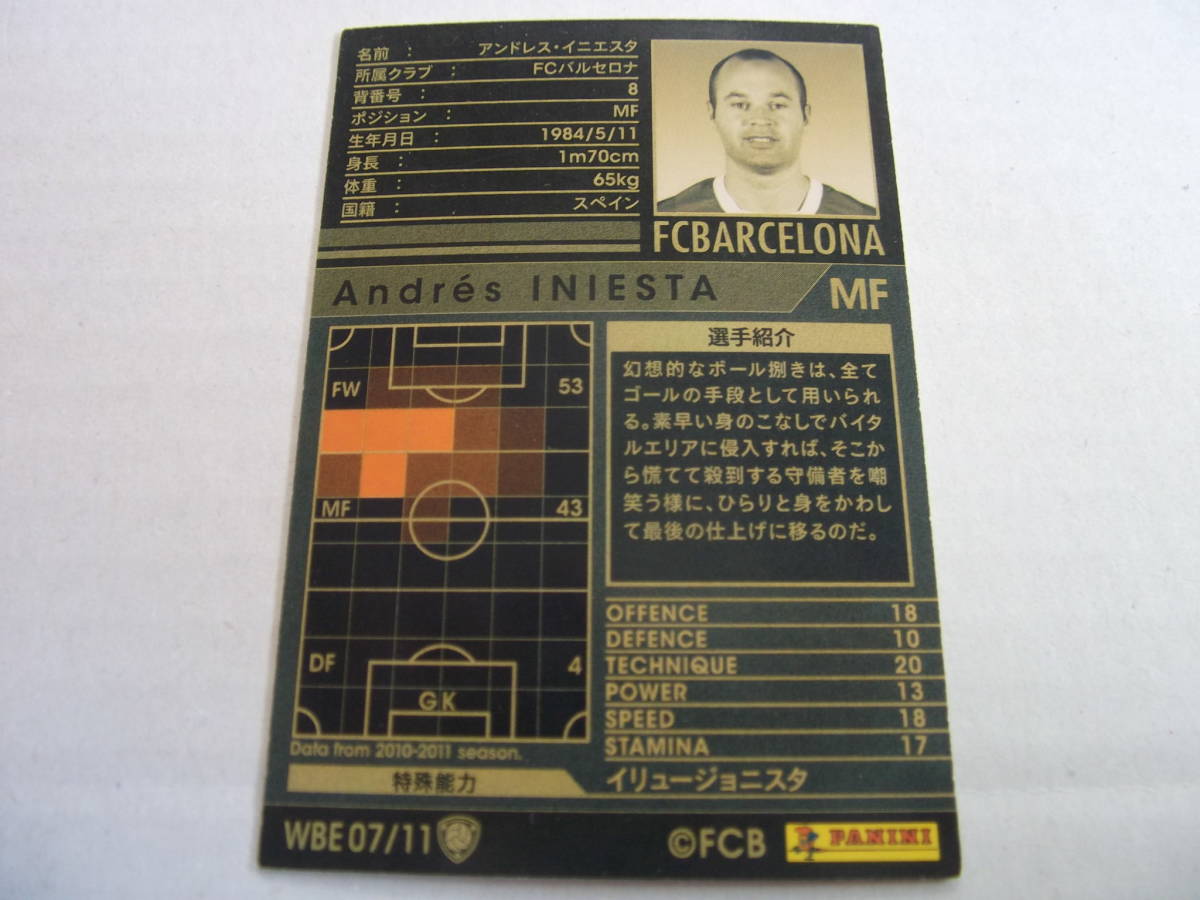 名前 : アンドレス・イニエスタ
所属クラブ : FCバルセロナ
背番号 : 8
ポジション : MF
生年月日 : 1984/5/11
身長 : 1m70cm
体重 : 65kg
国籍 : スペイン
FCBARCELONA
Andrés INIESTA MF
FW 53
MF 43
DF 4
GK
Data from 2010-2011 season.
選手紹介
幻想的なボール捌きは、全て
ゴールの手段として用いられ
る。素早い身のこなしでバイタ
ルエリアに侵入すれば、そこか
ら慌てて殺到する守備者を嘲
笑う様に、ひらりと身をかわし
て最後の仕上げに移るのだ。
OFFENCE 18
DEFENCE 10
TECHNIQUE 20
POWER 13
SPEED 18
STAMINA 17
特殊能力 イリュージョニスタ
WBE 07/11 ©FCB PANINI